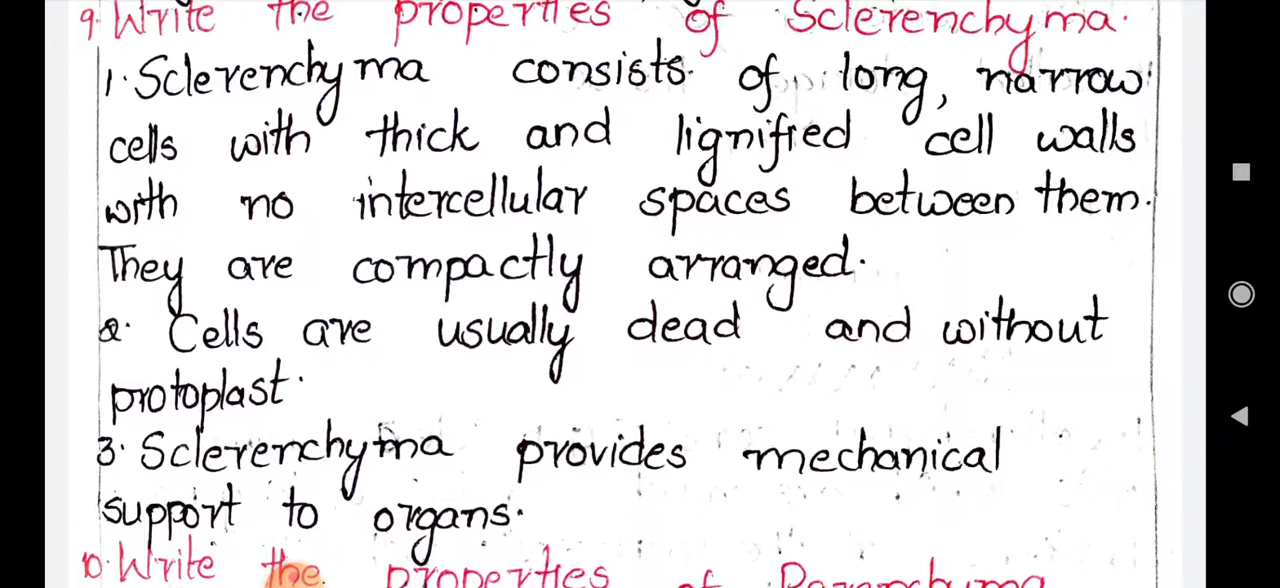 9. Write the properties of Sclerenchyma.
1. Sclerenchyma consists of long, narrow
cells with thick and lignified cell walls
with no intercellular spaces between them.
They are compactly arranged.
2. Cells are usually dead and without
protoplast.
3. Sclerenchyma provides mechanical
support to organs.
10. Write the properties of Parenchyma